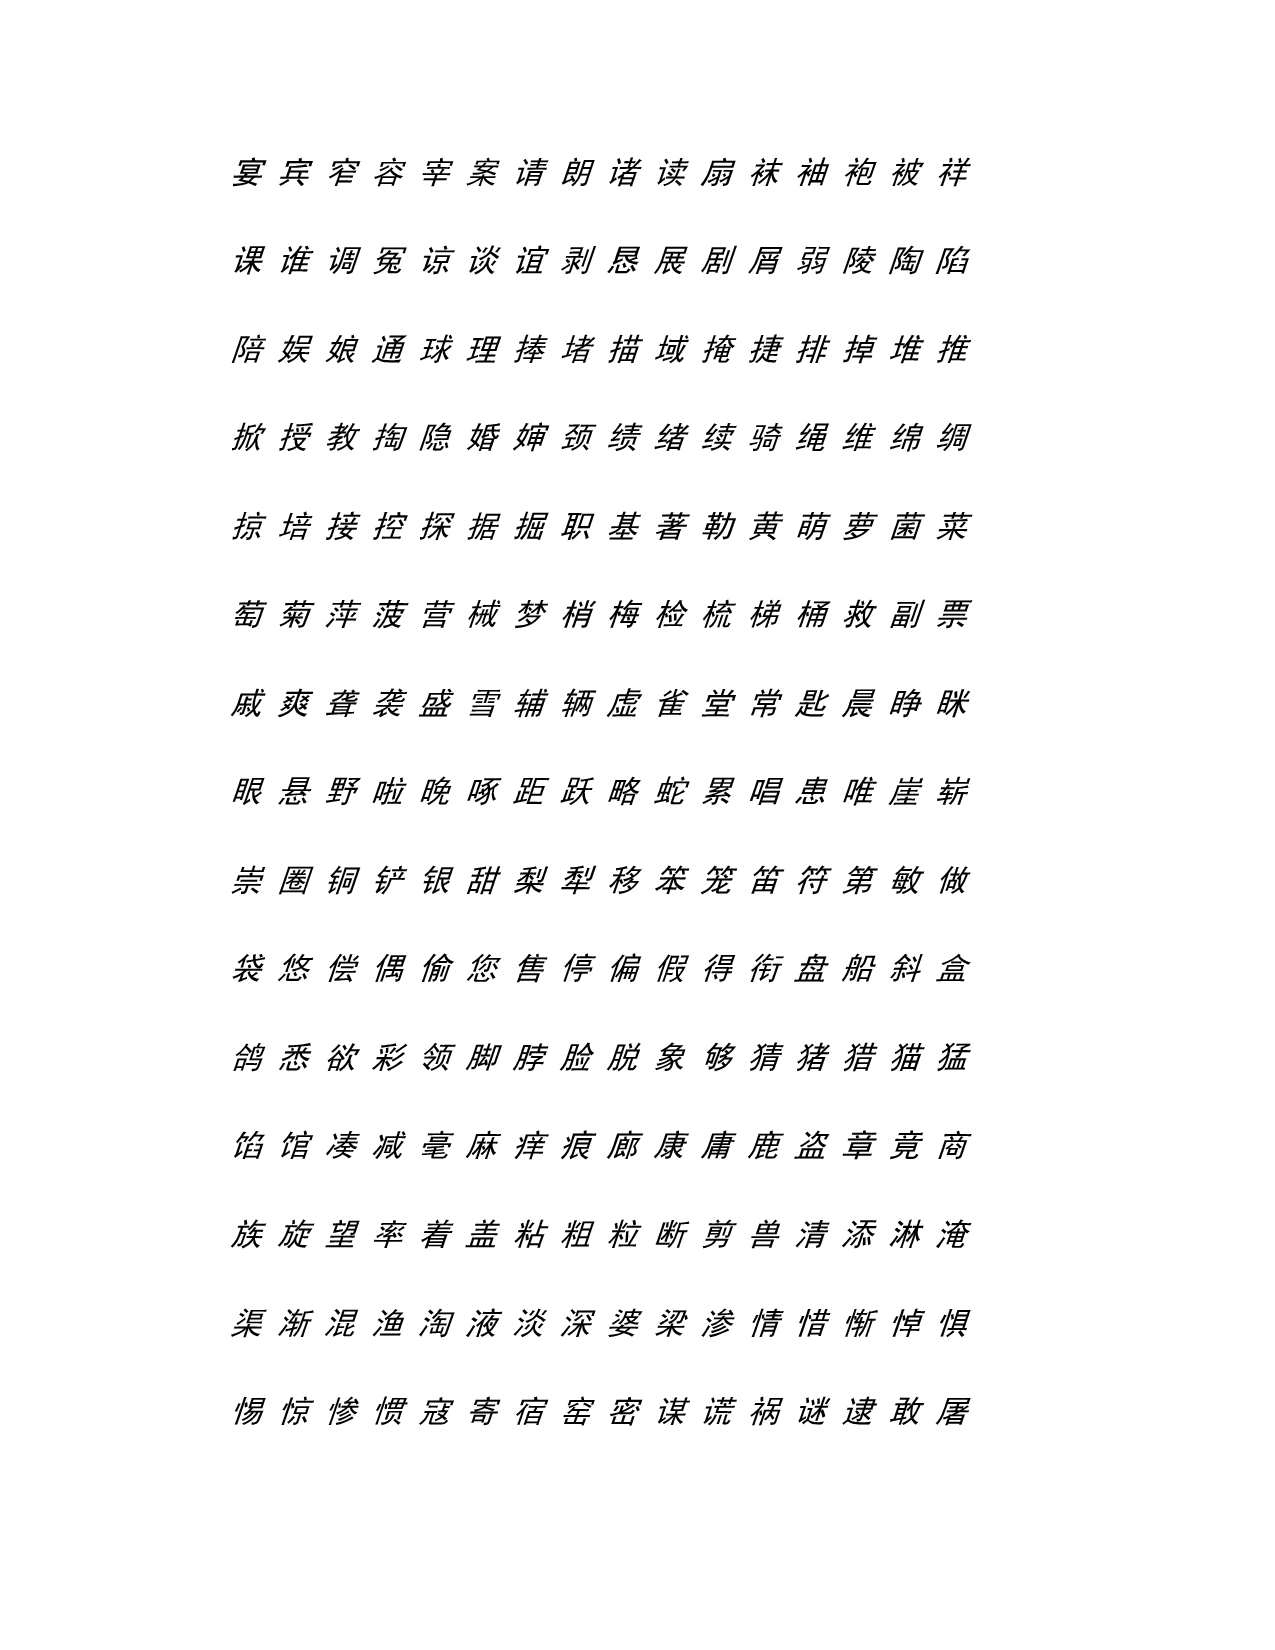 宴 宾 窄 容 宰 案 请 朗 诸 读 扇 袜 袖 袍 被 祥
课 谁 调 冤 谅 谈 谊 剥 恳 展 剧 屑 弱 陵 陶 陷
陪 娱 娘 通 球 理 捧 堵 描 域 掩 捷 排 掉 堆 推
掀 授 教 掏 隐 婚 婶 颈 绩 绪 续 骑 绳 维 绵 绸
掠 培 接 控 探 据 掘 职 基 著 勒 黄 萌 萝 菌 菜
萄 菊 萍 菠 营 械 梦 梢 梅 检 梳 梯 桶 救 副 票
戚 爽 聋 袭 盛 雪 辅 辆 虚 雀 堂 常 匙 晨 睁 眯
眼 悬 野 啦 晚 啄 距 跃 略 蛇 累 唱 患 唯 崖 崭
崇 圈 铜 铲 银 甜 梨 犁 移 笨 笼 笛 符 第 敏 做
袋 悠 偿 偶 偷 您 售 停 偏 假 得 衔 盘 船 斜 盒
鸽 悉 欲 彩 领 脚 脖 脸 脱 象 够 猜 猪 猎 猫 猛
馅 馆 凑 减 毫 麻 痒 痕 廊 康 庸 鹿 盗 章 竟 商
族 旋 望 率 着 盖 粘 粗 粒 断 剪 兽 清 添 淋 淹
渠 渐 混 渔 淘 液 淡 深 婆 梁 渗 情 惜 惭 悼 惧
惕 惊 惨 惯 寇 寄 宿 窑 密 谋 谎 祸 谜 逮 敢 屠